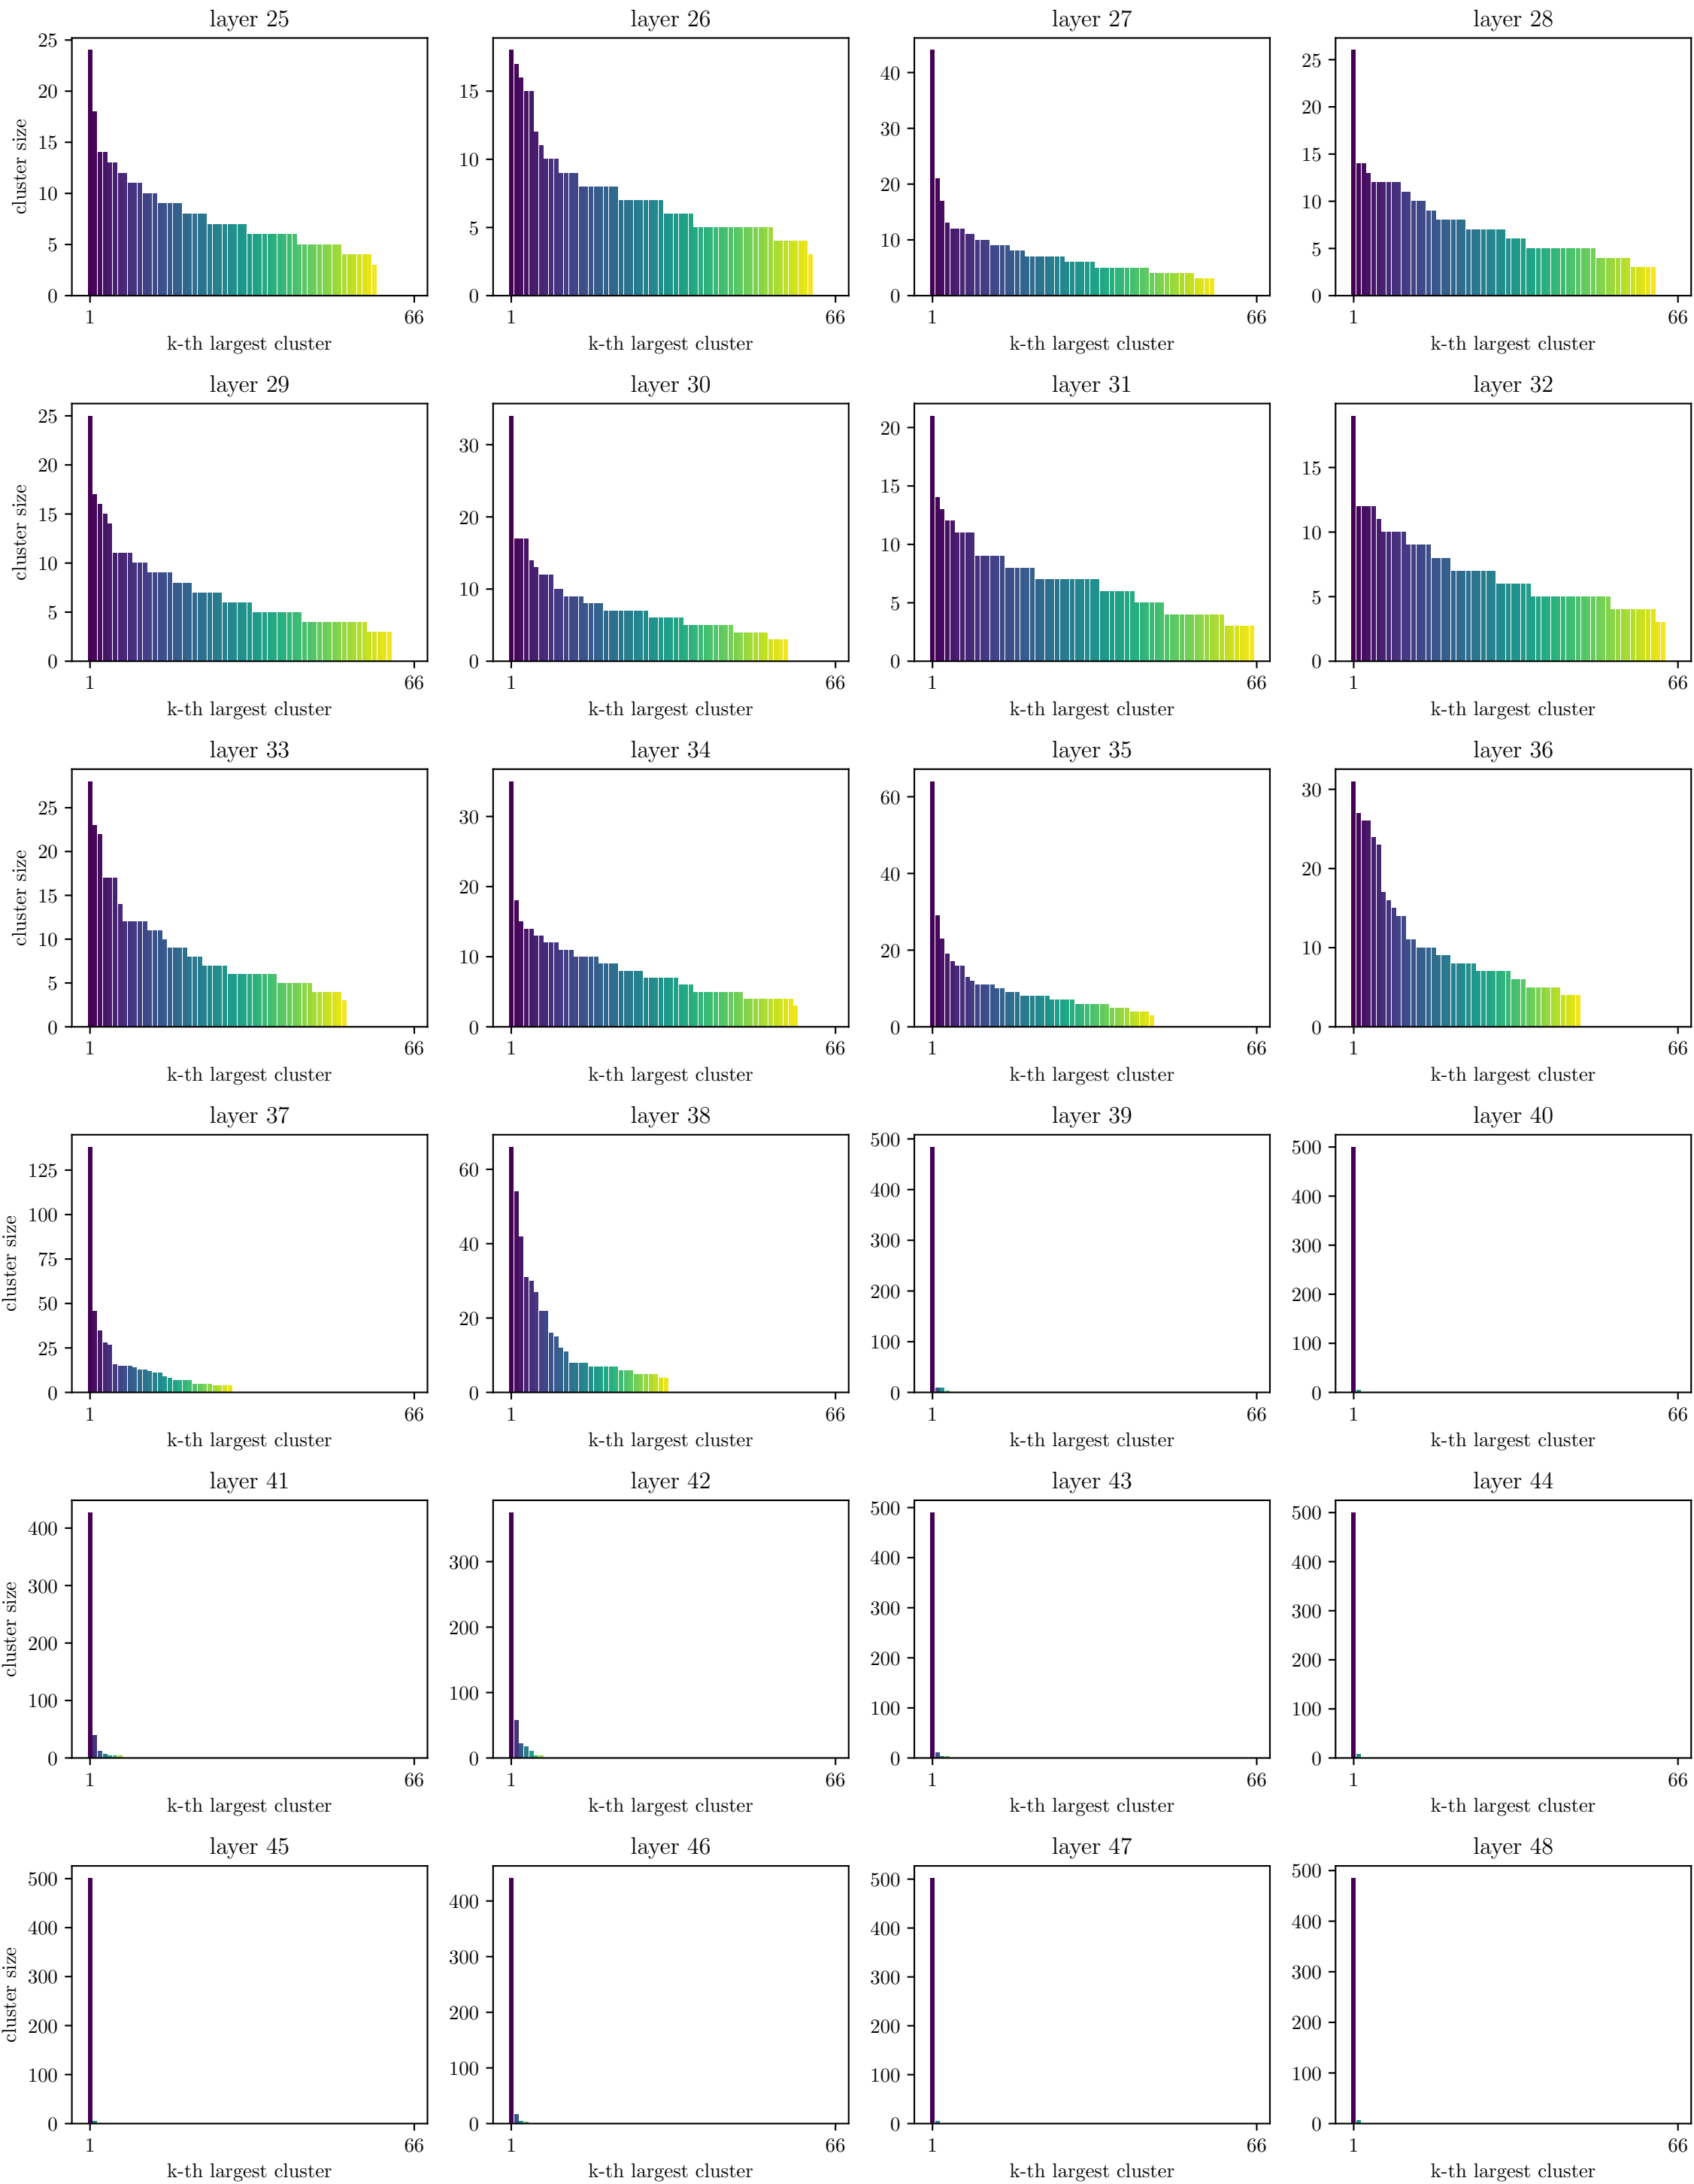 layer 25
layer 26
layer 27
layer 28
cluster size
25
20
15
10
5
0
15
10
5
0
40
30
20
10
0
25
20
15
10
5
0
1 66
1 66
1 66
1 66
k-th largest cluster
k-th largest cluster
k-th largest cluster
k-th largest cluster
layer 29
layer 30
layer 31
layer 32
cluster size
25
20
15
10
5
0
30
20
10
0
20
15
10
5
0
15
10
5
0
1 66
1 66
1 66
1 66
k-th largest cluster
k-th largest cluster
k-th largest cluster
k-th largest cluster
layer 33
layer 34
layer 35
layer 36
cluster size
25
20
15
10
5
0
30
20
10
0
60
40
20
0
30
20
10
0
1 66
1 66
1 66
1 66
k-th largest cluster
k-th largest cluster
k-th largest cluster
k-th largest cluster
layer 37
layer 38
layer 39
layer 40
cluster size
125
100
75
50
25
0
60
40
20
0
500
400
300
200
100
0
500
400
300
200
100
0
1 66
1 66
1 66
1 66
k-th largest cluster
k-th largest cluster
k-th largest cluster
k-th largest cluster
layer 41
layer 42
layer 43
layer 44
cluster size
400
300
200
100
0
300
200
100
0
500
400
300
200
100
0
500
400
300
200
100
0
1 66
1 66
1 66
1 66
k-th largest cluster
k-th largest cluster
k-th largest cluster
k-th largest cluster
layer 45
layer 46
layer 47
layer 48
cluster size
500
400
300
200
100
0
400
300
200
100
0
500
400
300
200
100
0
500
400
300
200
100
0
1 66
1 66
1 66
1 66
k-th largest cluster
k-th largest cluster
k-th largest cluster
k-th largest cluster